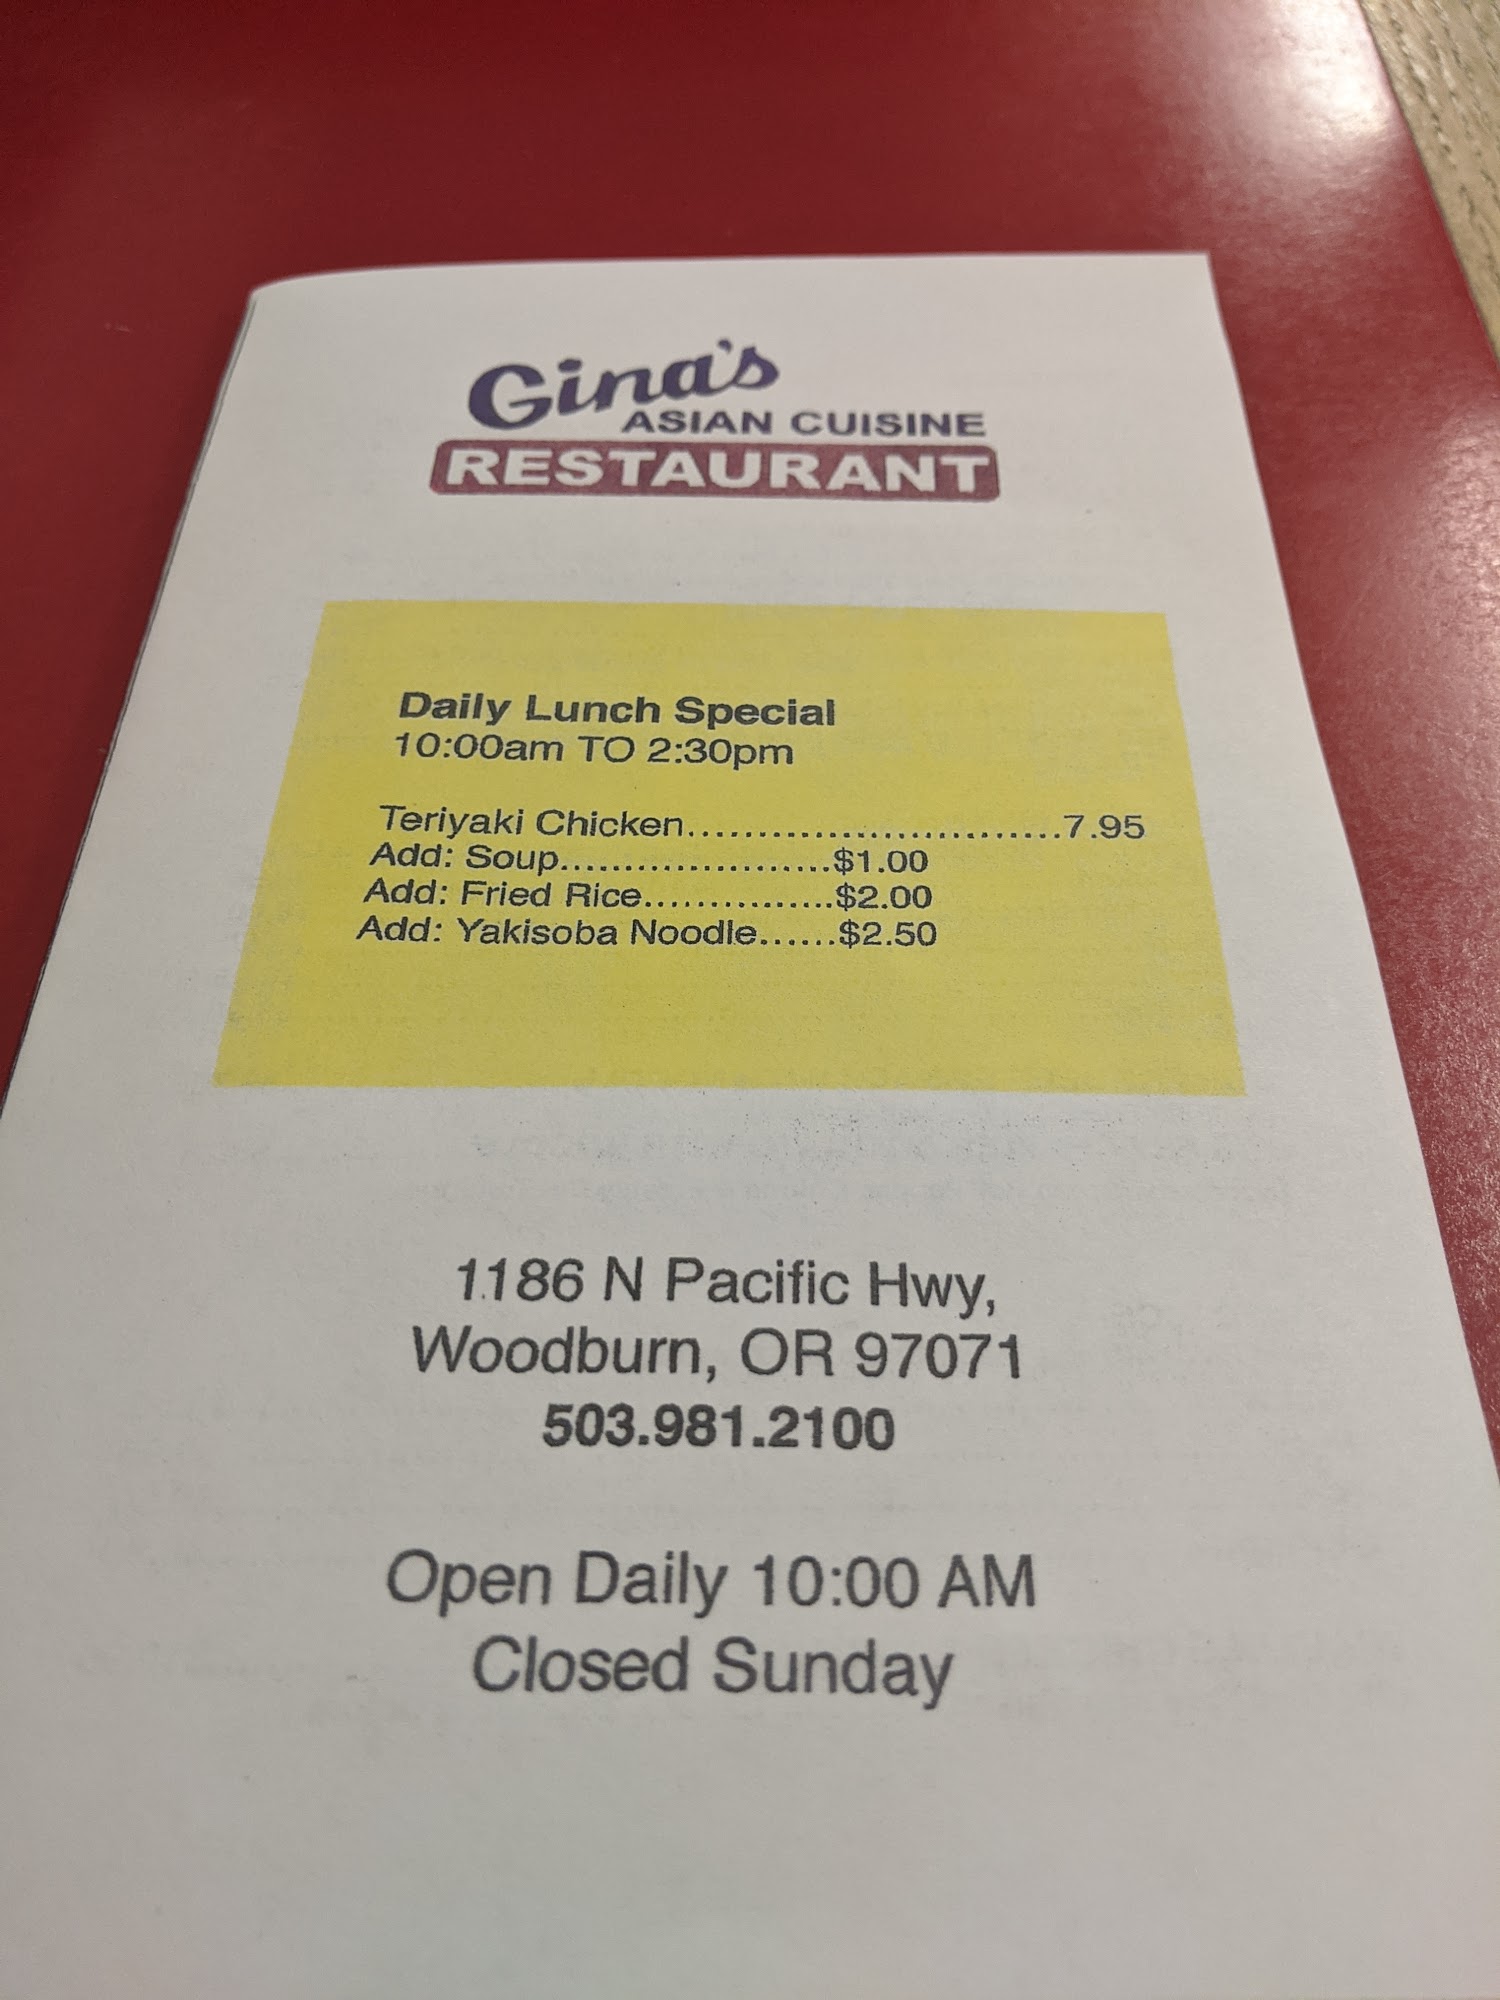 Gina's
ASIAN CUISINE
RESTAURANT
Daily Lunch Special
10:00am TO 2:30pm
Teriyaki Chicken...........................7.95
Add: Soup....................$1.00
Add: Fried Rice..............$2.00
Add: Yakisoba Noodle......$2.50
1186 N Pacific Hwy,
Woodburn, OR 97071
503.981.2100
Open Daily 10:00 AM
Closed Sunday